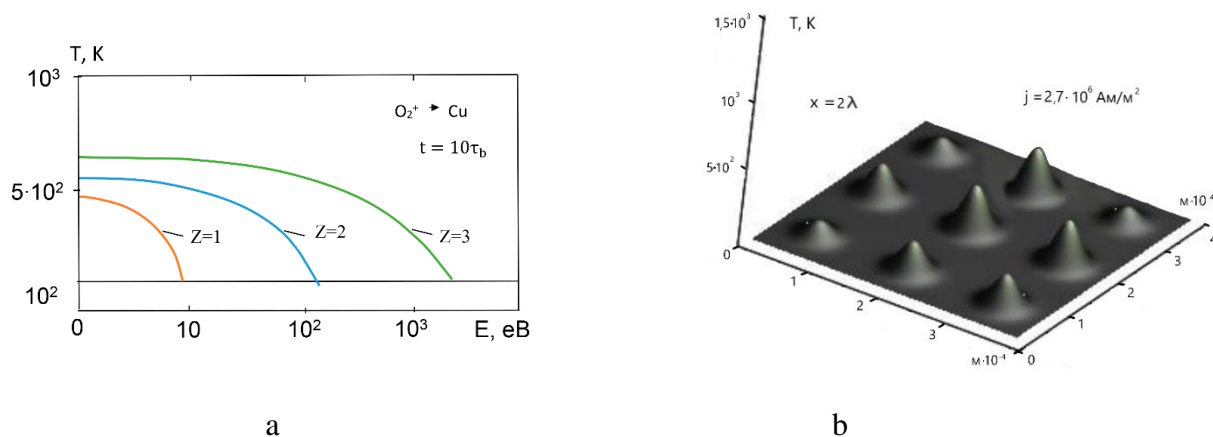 T, K
10³
O₂⁺ → Cu
t = 10τ_b
5·10²
Z=1
Z=2
Z=3
10²
0 10 10² 10³ E, eB
a
1,5·10³
T, K
10³
x = 2λ
j = 2,7· 10⁶ Ам/м²
5·10²
0
м·10⁻⁴
4
3
2
1
0
1
2
3
м·10⁻⁴
b